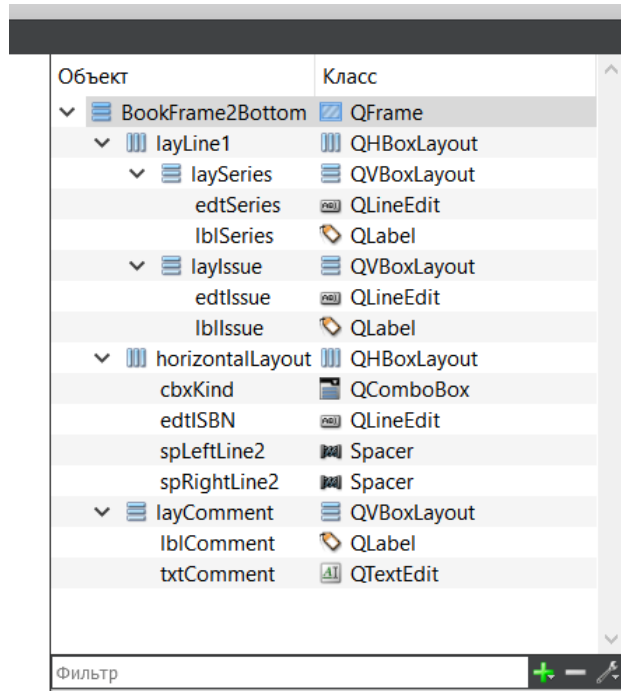 Объект Класс
BookFrame2Bottom QFrame
layLine1 QHBoxLayout
laySeries QVBoxLayout
edtSeries QLineEdit
lblSeries QLabel
layIssue QVBoxLayout
edtIssue QLineEdit
lblIssue QLabel
horizontalLayout QHBoxLayout
cbxKind QComboBox
edtISBN QLineEdit
spLeftLine2 Spacer
spRightLine2 Spacer
layComment QVBoxLayout
lblComment QLabel
txtComment QTextEdit
Фильтр